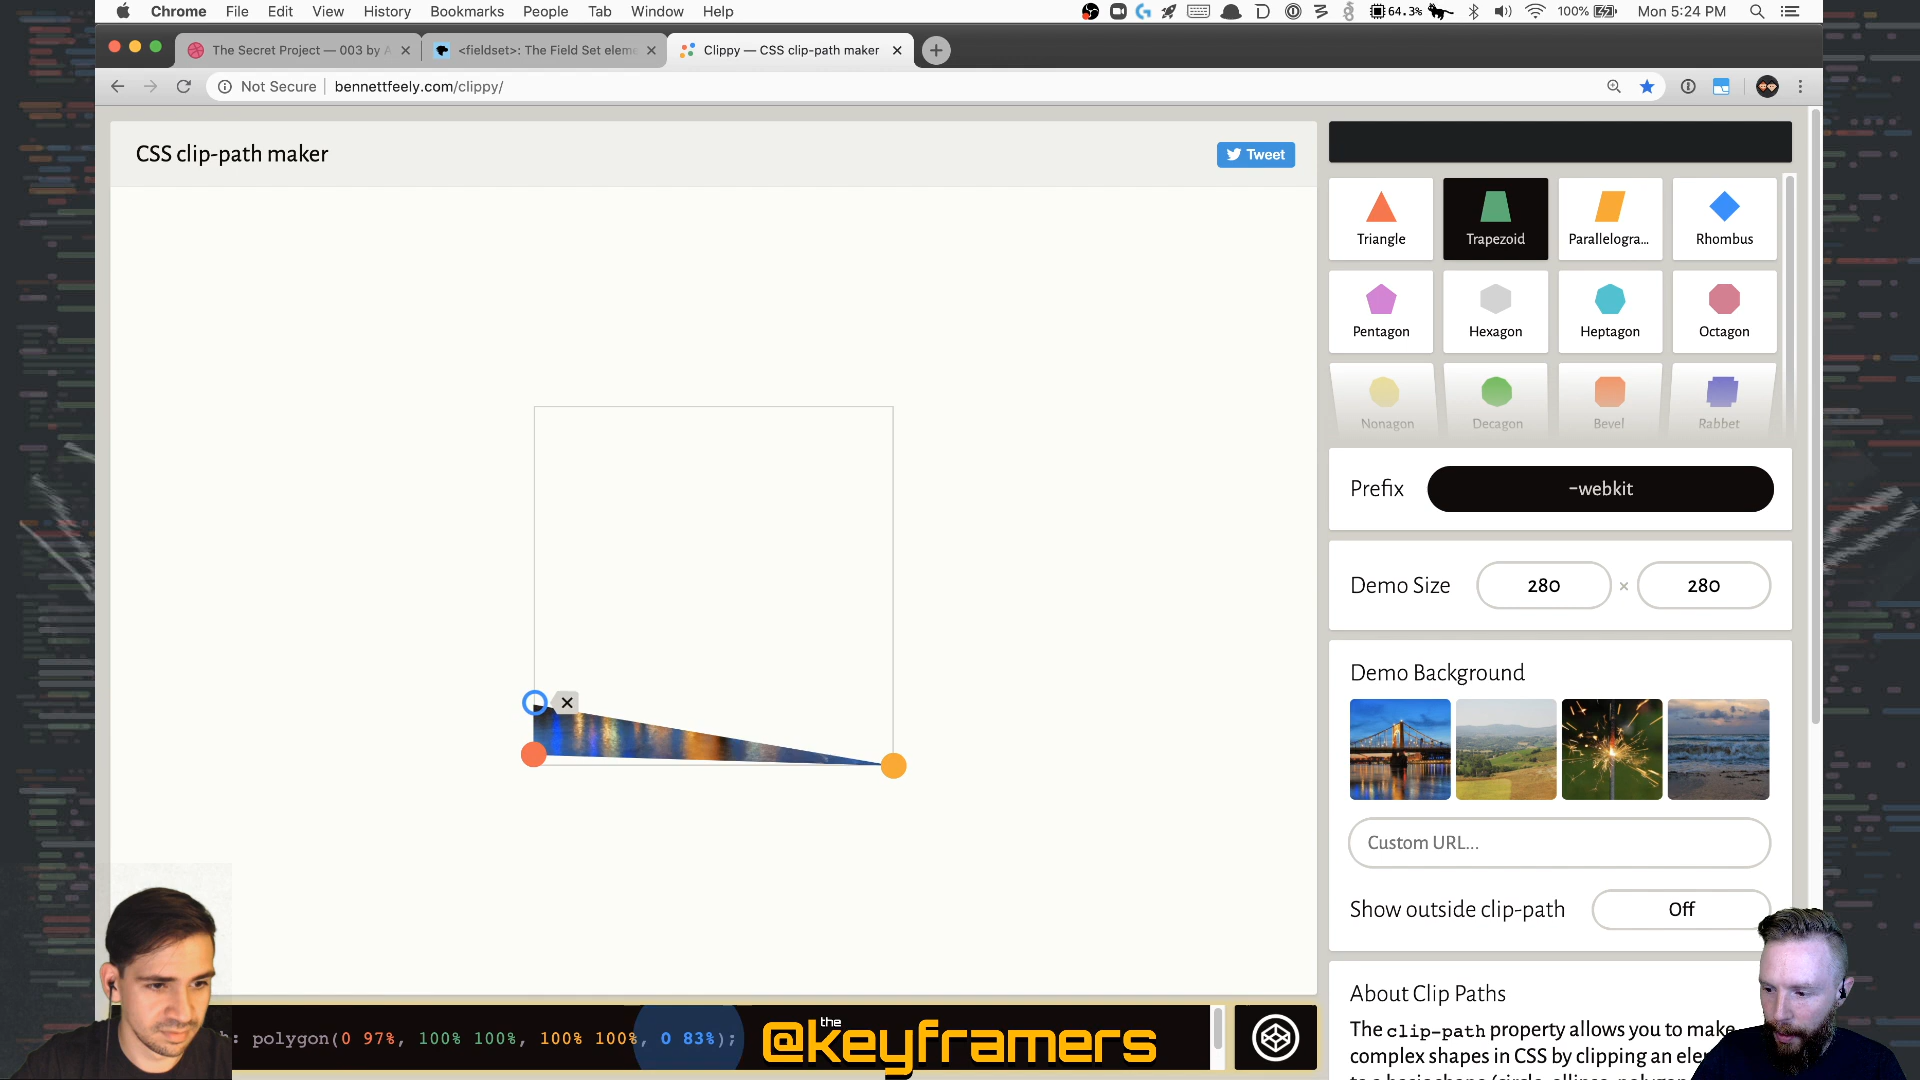 Chrome File Edit View History Bookmarks People Tab Window Help
64.3% 100% Mon 5:24 PM
The Secret Project — 003 by A
<fieldset>: The Field Set eleme
Clippy — CSS clip-path maker
Not Secure bennettfeely.com/clippy/
CSS clip-path maker
Tweet
Triangle Trapezoid Parallelogra... Rhombus
Pentagon Hexagon Heptagon Octagon
Nonagon Decagon Bevel Rabbet
Prefix -webkit
Demo Size 280 × 280
Demo Background
Custom URL...
Show outside clip-path Off
About Clip Paths
The clip-path property allows you to make
complex shapes in CSS by clipping an ele
: polygon(0 97%, 100% 100%, 100% 100%, 0 83%);
the
@keyframers